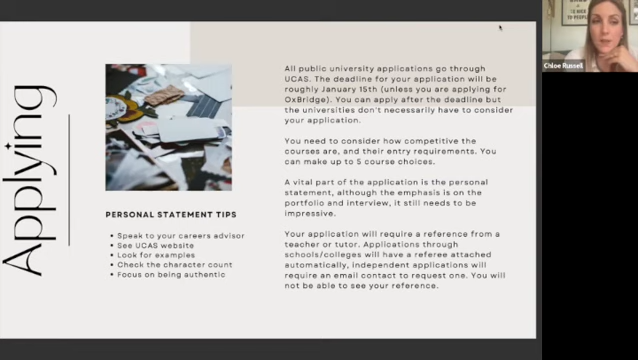 Applying
PERSONAL STATEMENT TIPS
Speak to your careers advisor
See UCAS website
Look for examples
Check the character count
Focus on being authentic
All public university applications go through
UCAS. The deadline for your application will be
roughly January 15th (unless you are applying for
OxBridge). You can apply after the deadline but
the universities don't necessarily have to consider
your application.
You need to consider how competitive the
courses are, and their entry requirements. You
can make up to 5 course choices.
A vital part of the application is the personal
statement, although the emphasis is on the
portfolio and interview, it still needs to be
impressive.
Your application will require a reference from a
teacher or tutor. Applications through
schools/colleges will have a referee attached
automatically, independent applications will
require an email contact to request one. You will
not be able to see your reference.
Chloe Russell